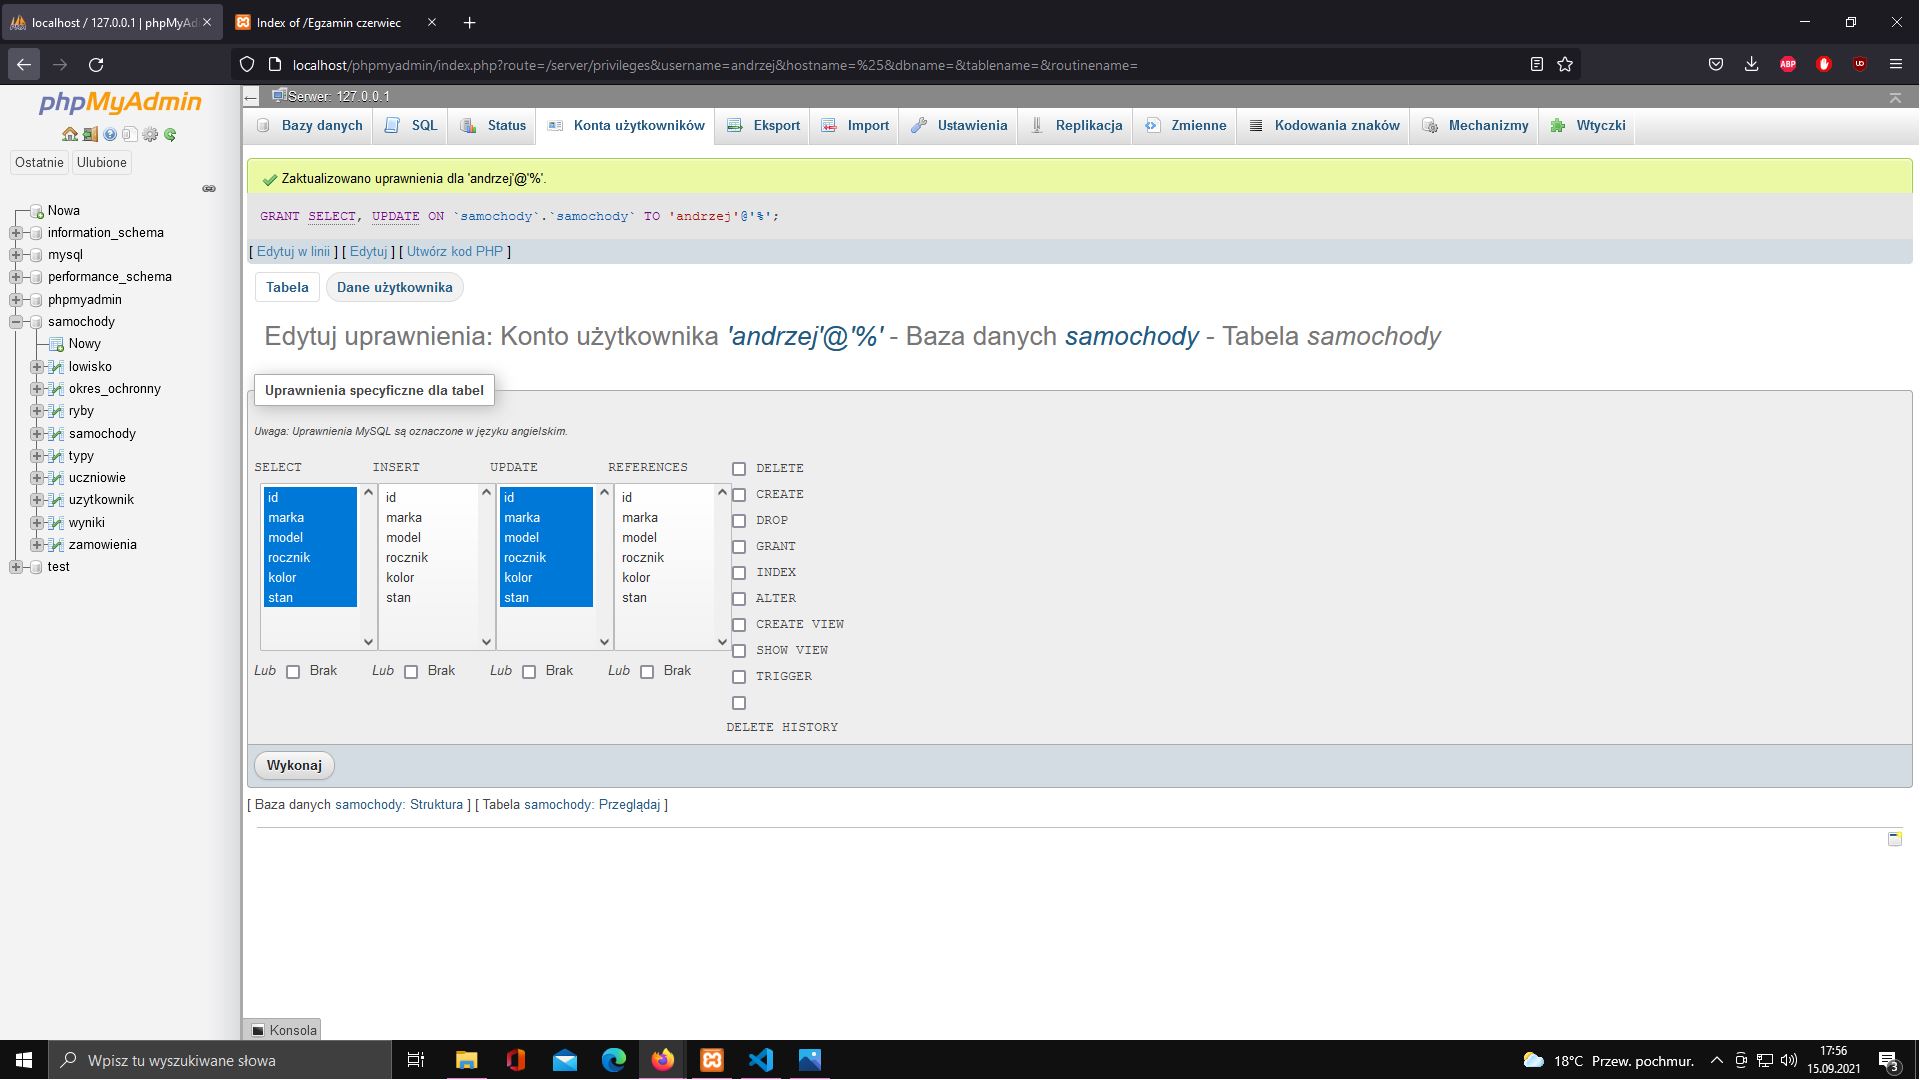 localhost / 127.0.0.1 | phpMyAd
Index of /Egzamin czerwiec
localhost/phpmyadmin/index.php?route=/server/privileges&username=andrzej&hostname=%25&dbname=&tablename=&routinename=
ABP
phpMyAdmin
Ostatnie
Ulubione
Nowa
information_schema
mysql
performance_schema
phpmyadmin
samochody
Nowy
lowisko
okres_ochronny
ryby
samochody
typy
uczniowie
uzytkownik
wyniki
zamowienia
test
Serwer: 127.0.0.1
Bazy danych
SQL
Status
Konta użytkowników
Eksport
Import
Ustawienia
Replikacja
Zmienne
Kodowania znaków
Mechanizmy
Wtyczki
Zaktualizowano uprawnienia dla 'andrzej'@'%'.
GRANT SELECT, UPDATE ON `samochody`.`samochody` TO 'andrzej'@'%';
[ Edytuj w linii ] [ Edytuj ] [ Utwórz kod PHP ]
Tabela
Dane użytkownika
Edytuj uprawnienia: Konto użytkownika 'andrzej'@'%' - Baza danych samochody - Tabela samochody
Uprawnienia specyficzne dla tabel
Uwaga: Uprawnienia MySQL są oznaczone w języku angielskim.
SELECT
id
marka
model
rocznik
kolor
stan
Lub Brak
INSERT
id
marka
model
rocznik
kolor
stan
Lub Brak
UPDATE
id
marka
model
rocznik
kolor
stan
Lub Brak
REFERENCES
id
marka
model
rocznik
kolor
stan
Lub Brak
DELETE
CREATE
DROP
GRANT
INDEX
ALTER
CREATE VIEW
SHOW VIEW
TRIGGER
DELETE HISTORY
Wykonaj
[ Baza danych samochody: Struktura ] [ Tabela samochody: Przeglądaj ]
Konsola
Wpisz tu wyszukiwane słowa
18°C Przew. pochmur.
17:56
15.09.2021
3